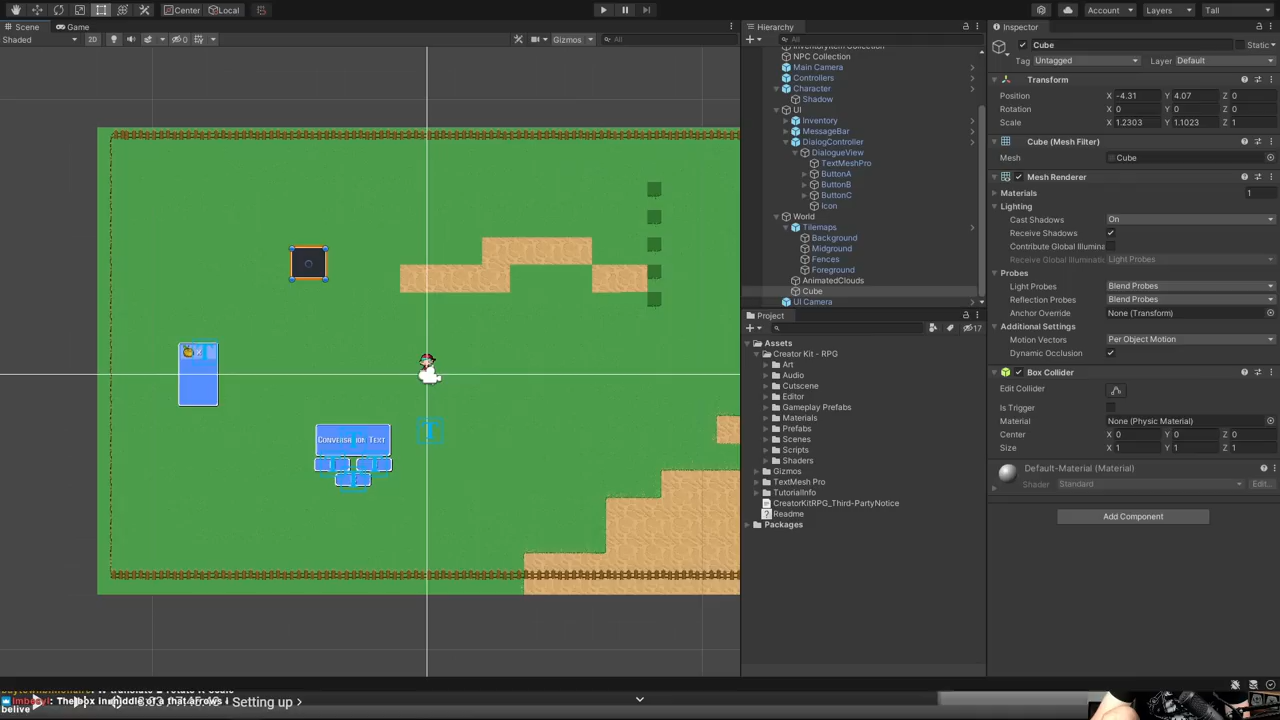 Center
Local
Account
Layers
Tall
Scene
Game
Shaded
2D
0
Gizmos
All
Hierarchy
All
InventoryItem Collection
NPC Collection
Main Camera
Controllers
Character
Shadow
UI
Inventory
MessageBar
DialogController
DialogueView
TextMeshPro
ButtonA
ButtonB
ButtonC
Icon
World
Tilemaps
Background
Midground
Fences
Foreground
AnimatedClouds
Cube
UI Camera
Project
17
Assets
Creator Kit - RPG
Art
Audio
Cutscene
Editor
Gameplay Prefabs
Materials
Prefabs
Scenes
Scripts
Shaders
Gizmos
TextMesh Pro
TutorialInfo
CreatorKitRPG_Third-PartyNotice
Readme
Packages
Inspector
Cube
Static
Tag Untagged Layer Default
Transform
Position X -4.31 Y 4.07 Z 0
Rotation X 0 Y 0 Z 0
Scale X 1.2303 Y 1.1023 Z 1
Cube (Mesh Filter)
Mesh Cube
Mesh Renderer
Materials 1
Lighting
Cast Shadows On
Receive Shadows
Contribute Global Illumina
Receive Global Illuminatic Light Probes
Probes
Light Probes Blend Probes
Reflection Probes Blend Probes
Anchor Override None (Transform)
Additional Settings
Motion Vectors Per Object Motion
Dynamic Occlusion
Box Collider
Edit Collider
Is Trigger
Material None (Physic Material)
Center X 0 Y 0 Z 0
Size X 1 Y 1 Z 1
Default-Material (Material)
Shader Standard Edit...
Add Component
Conversation Text
Setting up >
belive